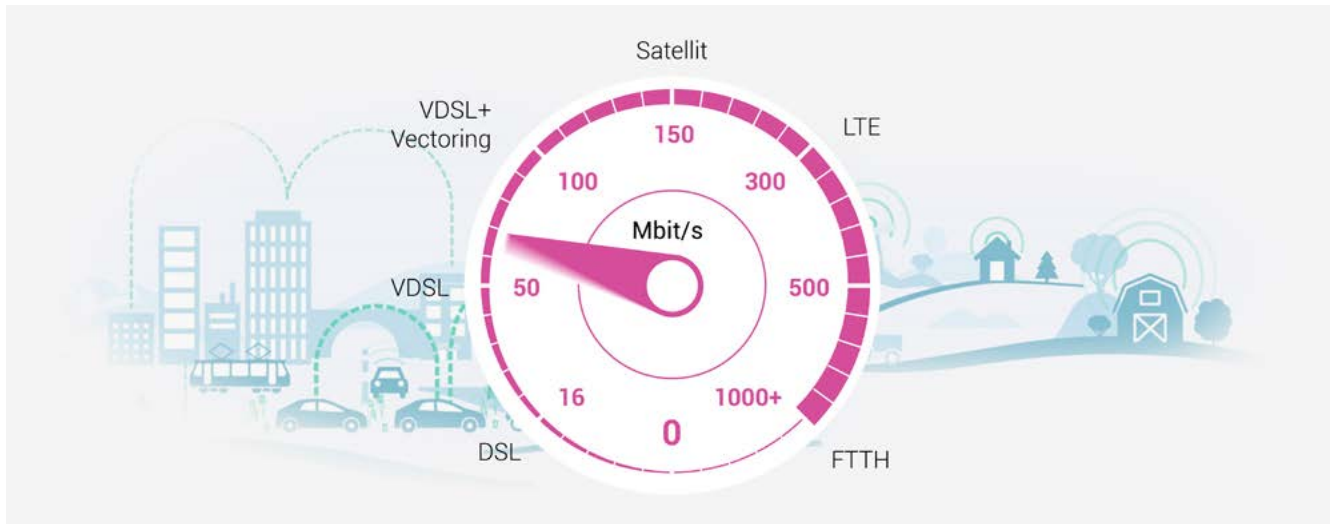 Satellit
VDSL+
Vectoring
LTE
150
100
300
Mbit/s
VDSL
50
500
16
1000+
0
DSL
FTTH